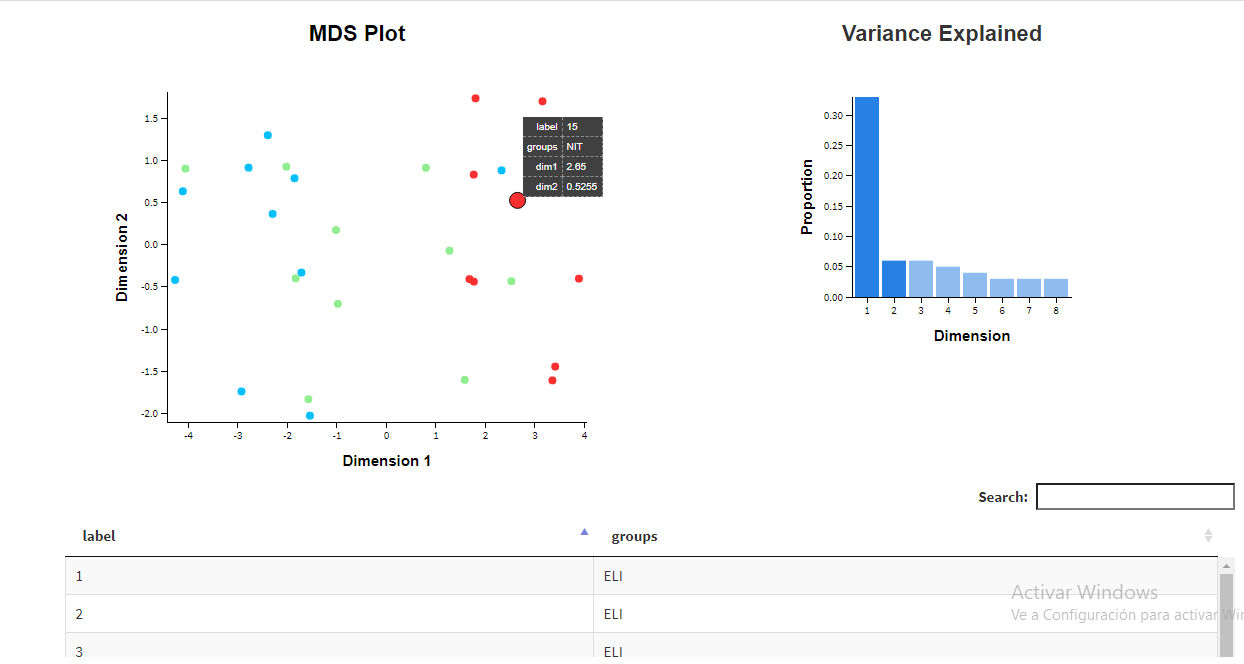 MDS Plot
Variance Explained
1.5
1.0
0.5
0.0
-0.5
-1.0
-1.5
-2.0
Dimension 2
-4 -3 -2 -1 0 1 2 3 4
Dimension 1
label 15
groups NIT
dim1 2.65
dim2 0.5255
0.30
0.25
0.20
0.15
0.10
0.05
0.00
Proportion
1 2 3 4 5 6 7 8
Dimension
Search:
label groups
1 ELI
2 ELI
3 ELI
Activar Windows
Ve a Configuración para activar Win